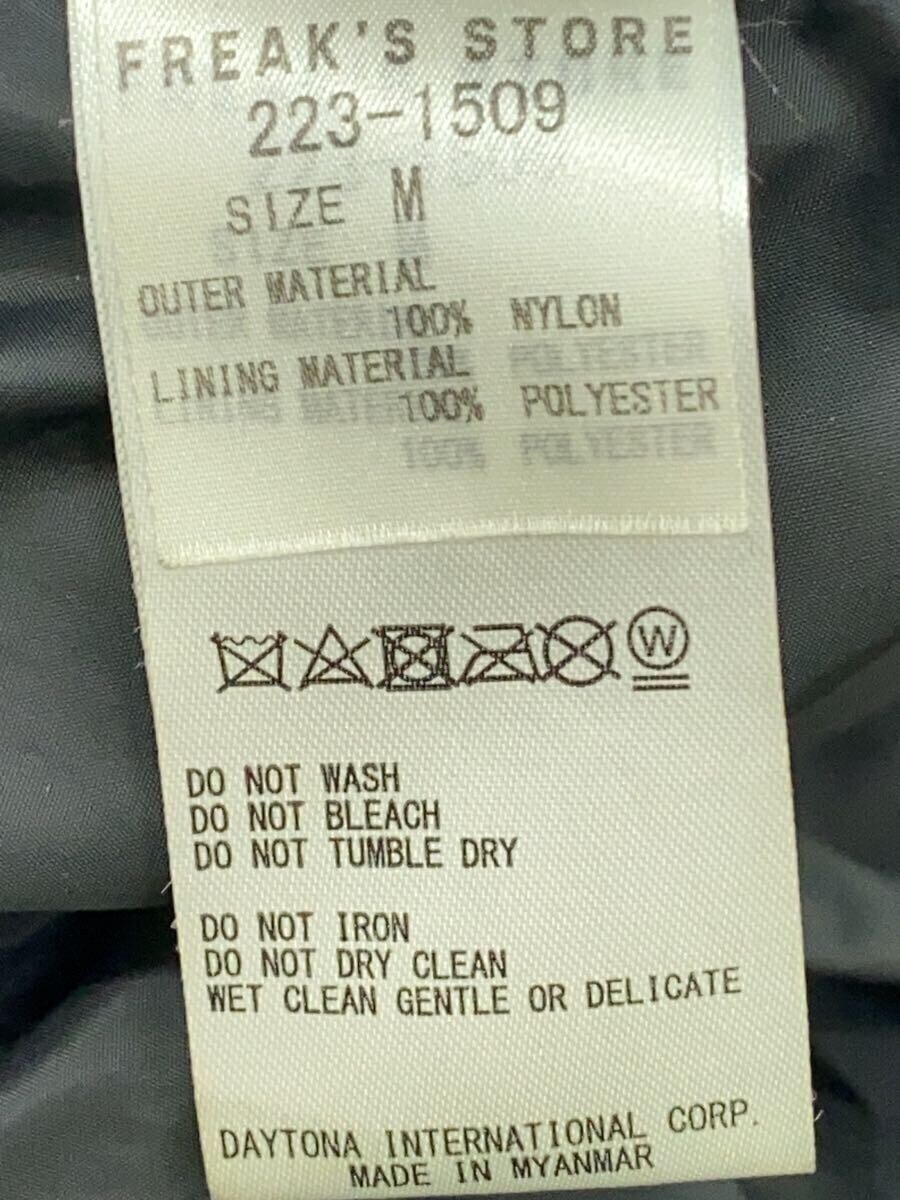 FREAK'S STORE
223-1509
SIZE M
OUTER MATERIAL
100% NYLON
LINING MATERIAL
100% POLYESTER
W
DO NOT WASH
DO NOT BLEACH
DO NOT TUMBLE DRY
DO NOT IRON
DO NOT DRY CLEAN
WET CLEAN GENTLE OR DELICATE
DAYTONA INTERNATIONAL CORP.
MADE IN MYANMAR